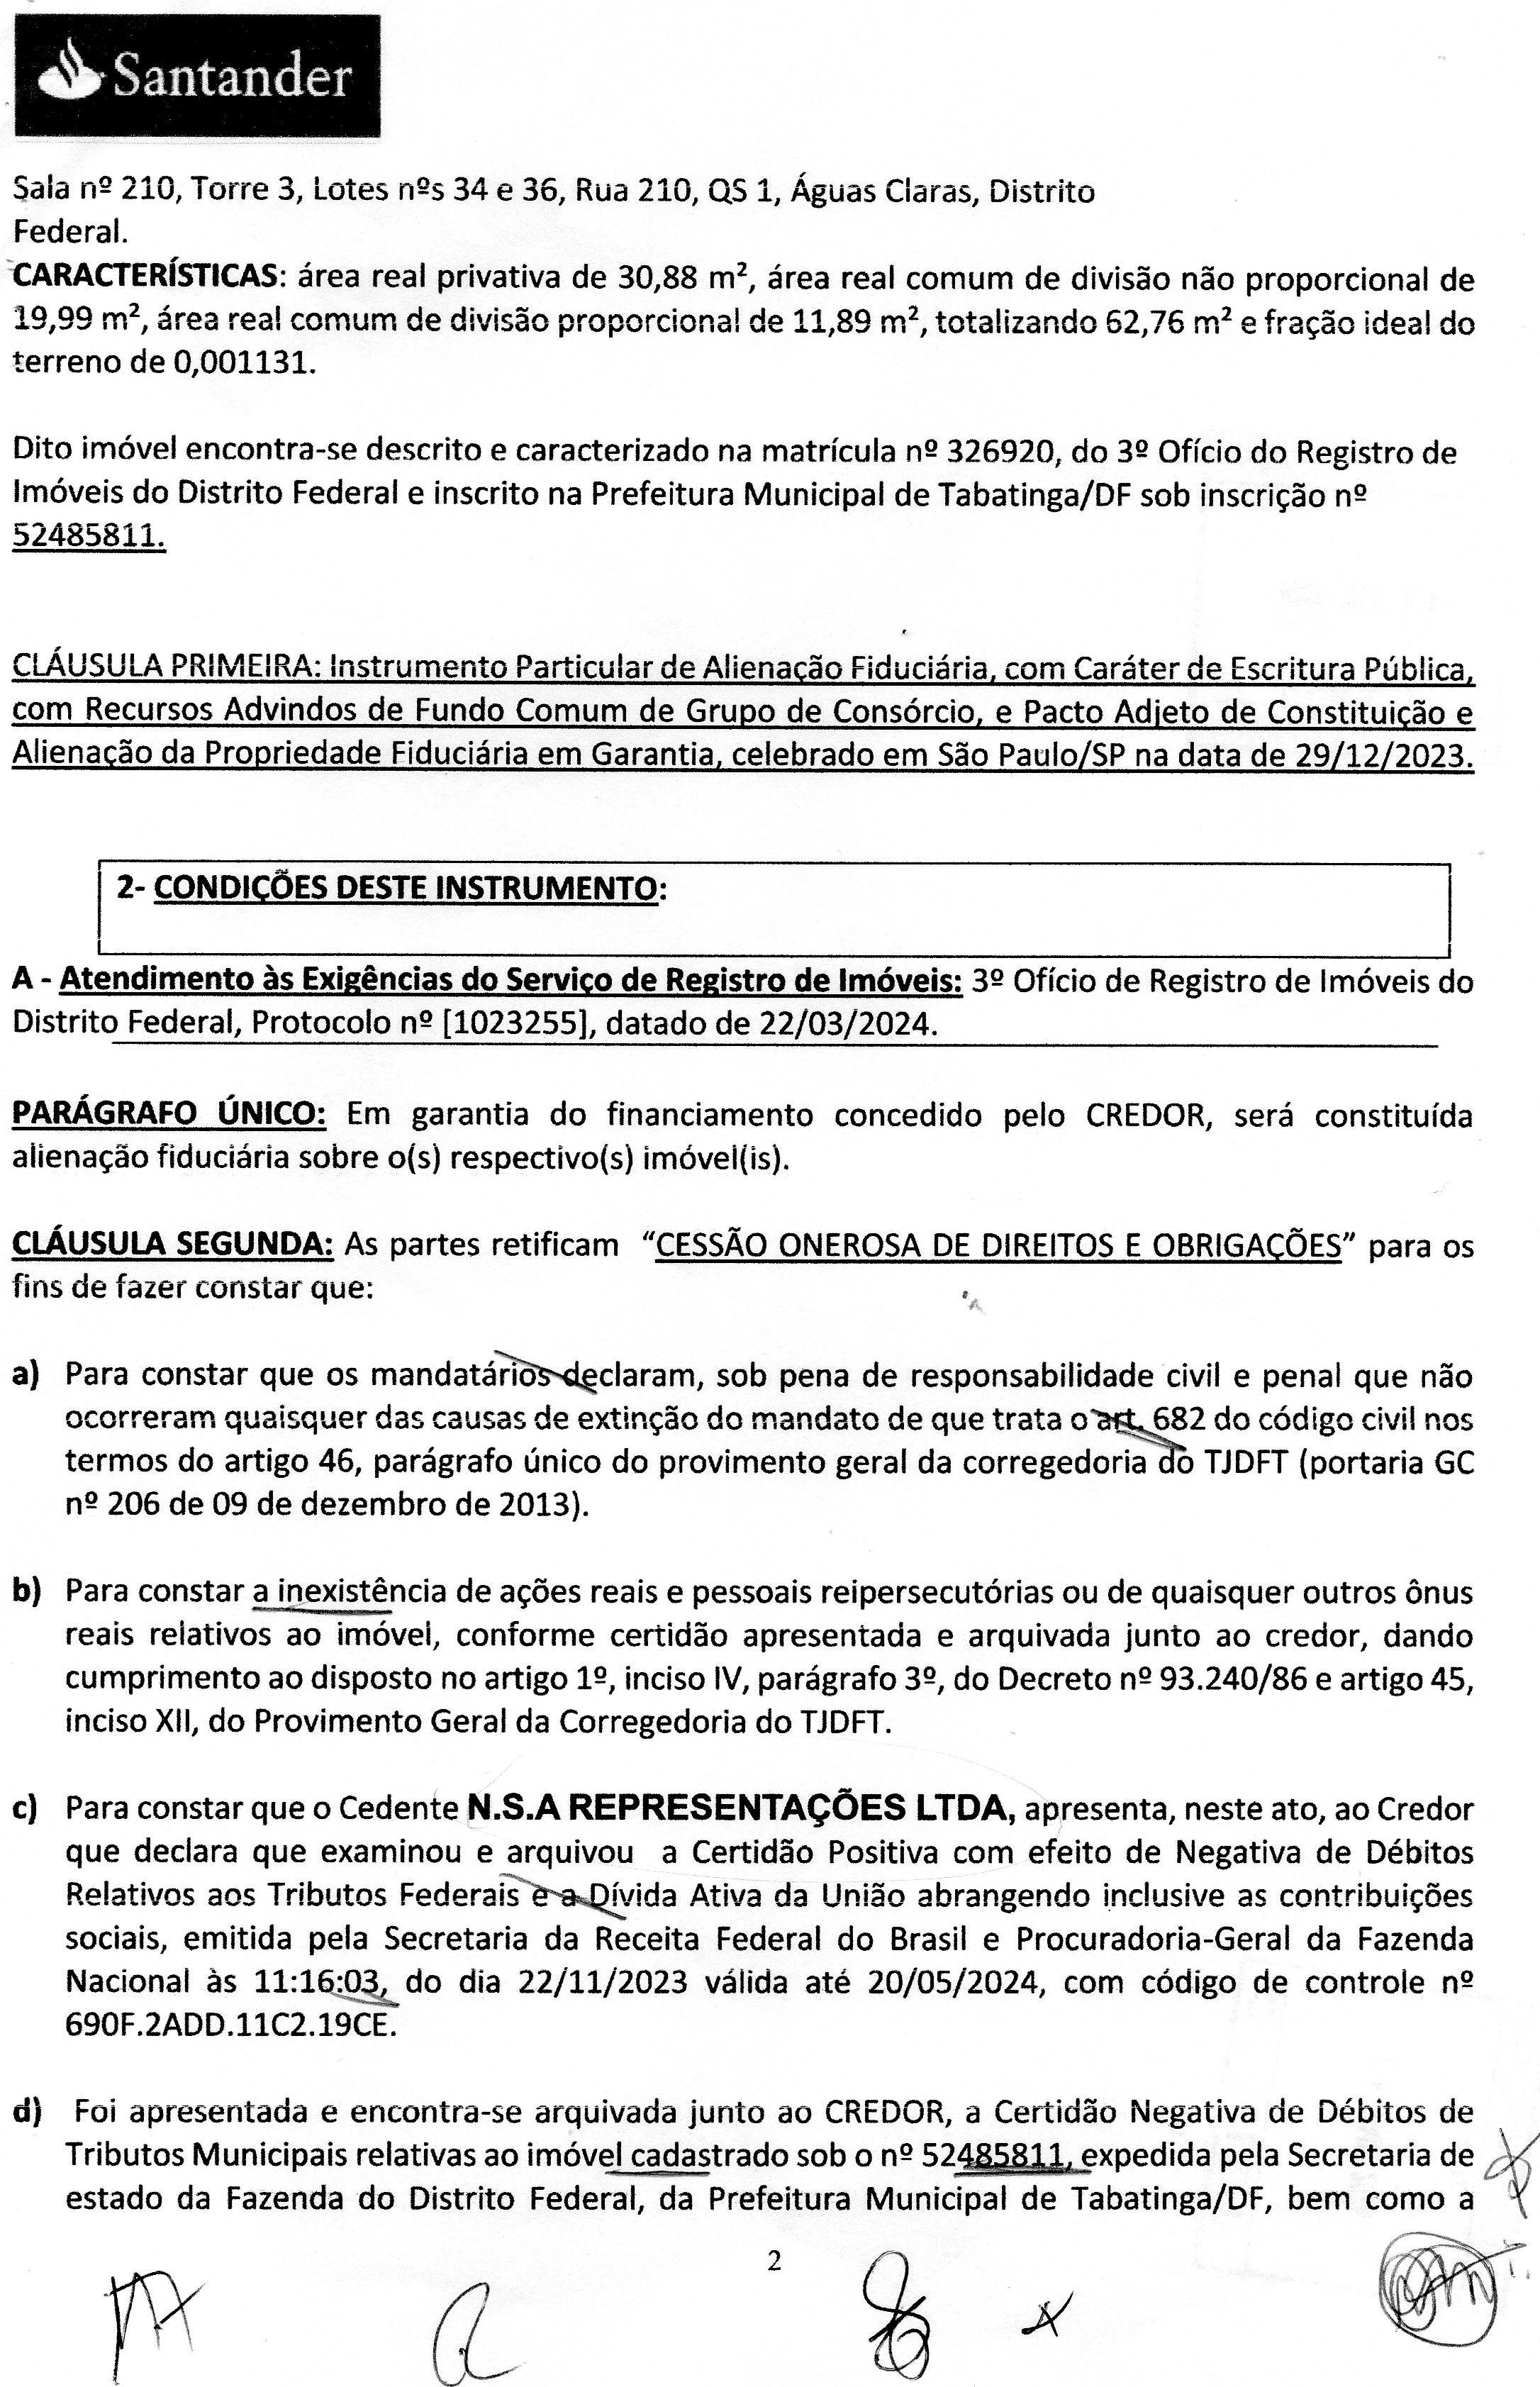 Santander
Sala nº 210, Torre 3, Lotes nºs 34 e 36, Rua 210, QS 1, Águas Claras, Distrito
Federal.
CARACTERÍSTICAS: área real privativa de 30,88 m², área real comum de divisão não proporcional de
19,99 m², área real comum de divisão proporcional de 11,89 m², totalizando 62,76 m² e fração ideal do
terreno de 0,001131.
Dito imóvel encontra-se descrito e caracterizado na matrícula nº 326920, do 3º Ofício do Registro de
Imóveis do Distrito Federal e inscrito na Prefeitura Municipal de Tabatinga/DF sob inscrição nº
52485811.
CLÁUSULA PRIMEIRA: Instrumento Particular de Alienação Fiduciária, com Caráter de Escritura Pública,
com Recursos Advindos de Fundo Comum de Grupo de Consórcio, e Pacto Adjeto de Constituição e
Alienação da Propriedade Fiduciária em Garantia, celebrado em São Paulo/SP na data de 29/12/2023.
2- CONDIÇÕES DESTE INSTRUMENTO:
A - Atendimento às Exigências do Serviço de Registro de Imóveis: 3º Ofício de Registro de Imóveis do
Distrito Federal, Protocolo nº [1023255], datado de 22/03/2024.
PARÁGRAFO ÚNICO: Em garantia do financiamento concedido pelo CREDOR, será constituída
alienação fiduciária sobre o(s) respectivo(s) imóvel(is).
CLÁUSULA SEGUNDA: As partes retificam “CESSÃO ONEROSA DE DIREITOS E OBRIGAÇÕES” para os
fins de fazer constar que:
a) Para constar que os mandatários declaram, sob pena de responsabilidade civil e penal que não
ocorreram quaisquer das causas de extinção do mandato de que trata o art. 682 do código civil nos
termos do artigo 46, parágrafo único do provimento geral da corregedoria do TJDFT (portaria GC
nº 206 de 09 de dezembro de 2013).
b) Para constar a inexistência de ações reais e pessoais reipersecutórias ou de quaisquer outros ônus
reais relativos ao imóvel, conforme certidão apresentada e arquivada junto ao credor, dando
cumprimento ao disposto no artigo 1º, inciso IV, parágrafo 3º, do Decreto nº 93.240/86 e artigo 45,
inciso XII, do Provimento Geral da Corregedoria do TJDFT.
c) Para constar que o Cedente N.S.A REPRESENTAÇÕES LTDA, apresenta, neste ato, ao Credor
que declara que examinou e arquivou a Certidão Positiva com efeito de Negativa de Débitos
Relativos aos Tributos Federais e a Dívida Ativa da União abrangendo inclusive as contribuições
sociais, emitida pela Secretaria da Receita Federal do Brasil e Procuradoria-Geral da Fazenda
Nacional às 11:16:03, do dia 22/11/2023 válida até 20/05/2024, com código de controle nº
690F.2ADD.11C2.19CE.
d) Foi apresentada e encontra-se arquivada junto ao CREDOR, a Certidão Negativa de Débitos de
Tributos Municipais relativas ao imóvel cadastrado sob o nº 52485811, expedida pela Secretaria de
estado da Fazenda do Distrito Federal, da Prefeitura Municipal de Tabatinga/DF, bem como a
2